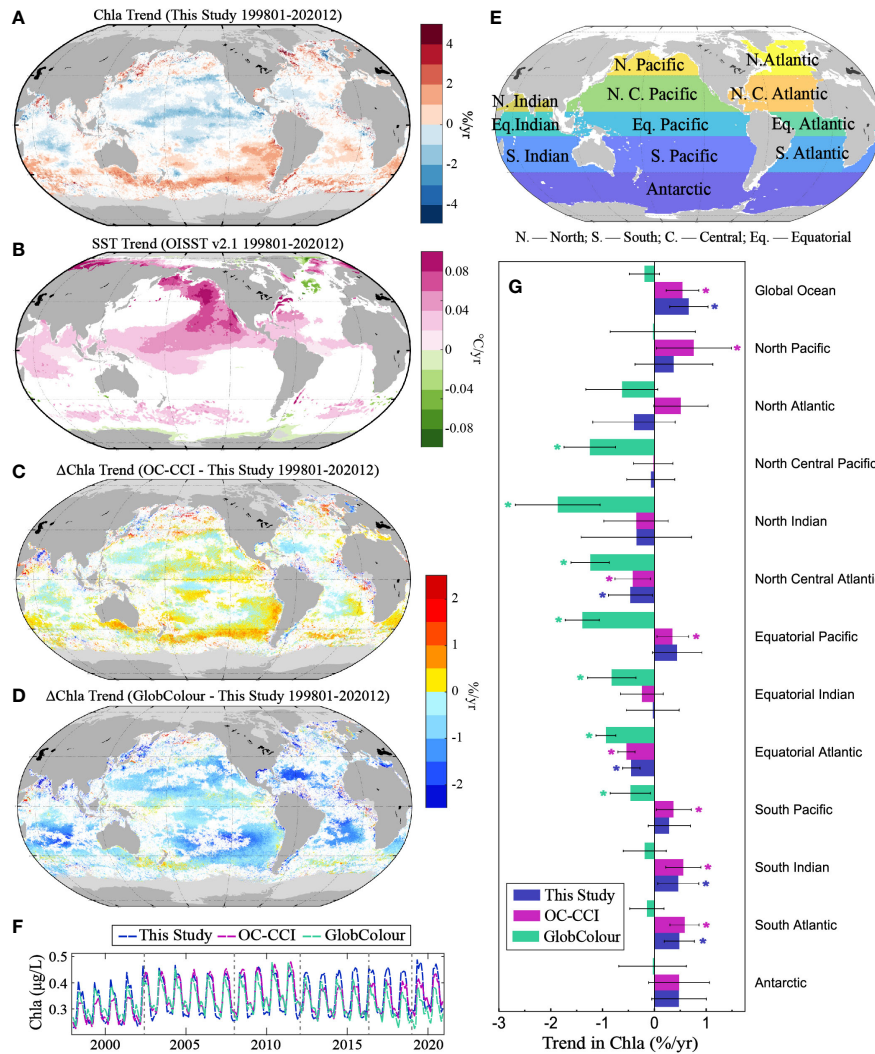 A
Chla Trend (This Study 199801-202012)
4
2
0
-2
-4
%/yr
B
SST Trend (OISST v2.1 199801-202012)
0.08
0.04
0
-0.04
-0.08
°C/yr
C
ΔChla Trend (OC-CCI - This Study 199801-202012)
D
ΔChla Trend (GlobColour - This Study 199801-202012)
2
1
0
-1
-2
%/yr
F
This Study
OC-CCI
GlobColour
Chla (μg/L)
0.5
0.4
0.3
2000
2005
2010
2015
2020
E
N. Pacific
N.Atlantic
N. Indian
N. C. Pacific
N. C. Atlantic
Eq.Indian
Eq. Pacific
Eq. Atlantic
S. Indian
S. Pacific
S. Atlantic
Antarctic
N. — North; S. — South; C. — Central; Eq. — Equatorial
G
Global Ocean
North Pacific
North Atlantic
North Central Pacific
North Indian
North Central Atlanti
Equatorial Pacific
Equatorial Indian
Equatorial Atlantic
South Pacific
South Indian
South Atlantic
Antarctic
This Study
OC-CCI
GlobColour
-3
-2
-1
0
1
Trend in Chla (%/yr)